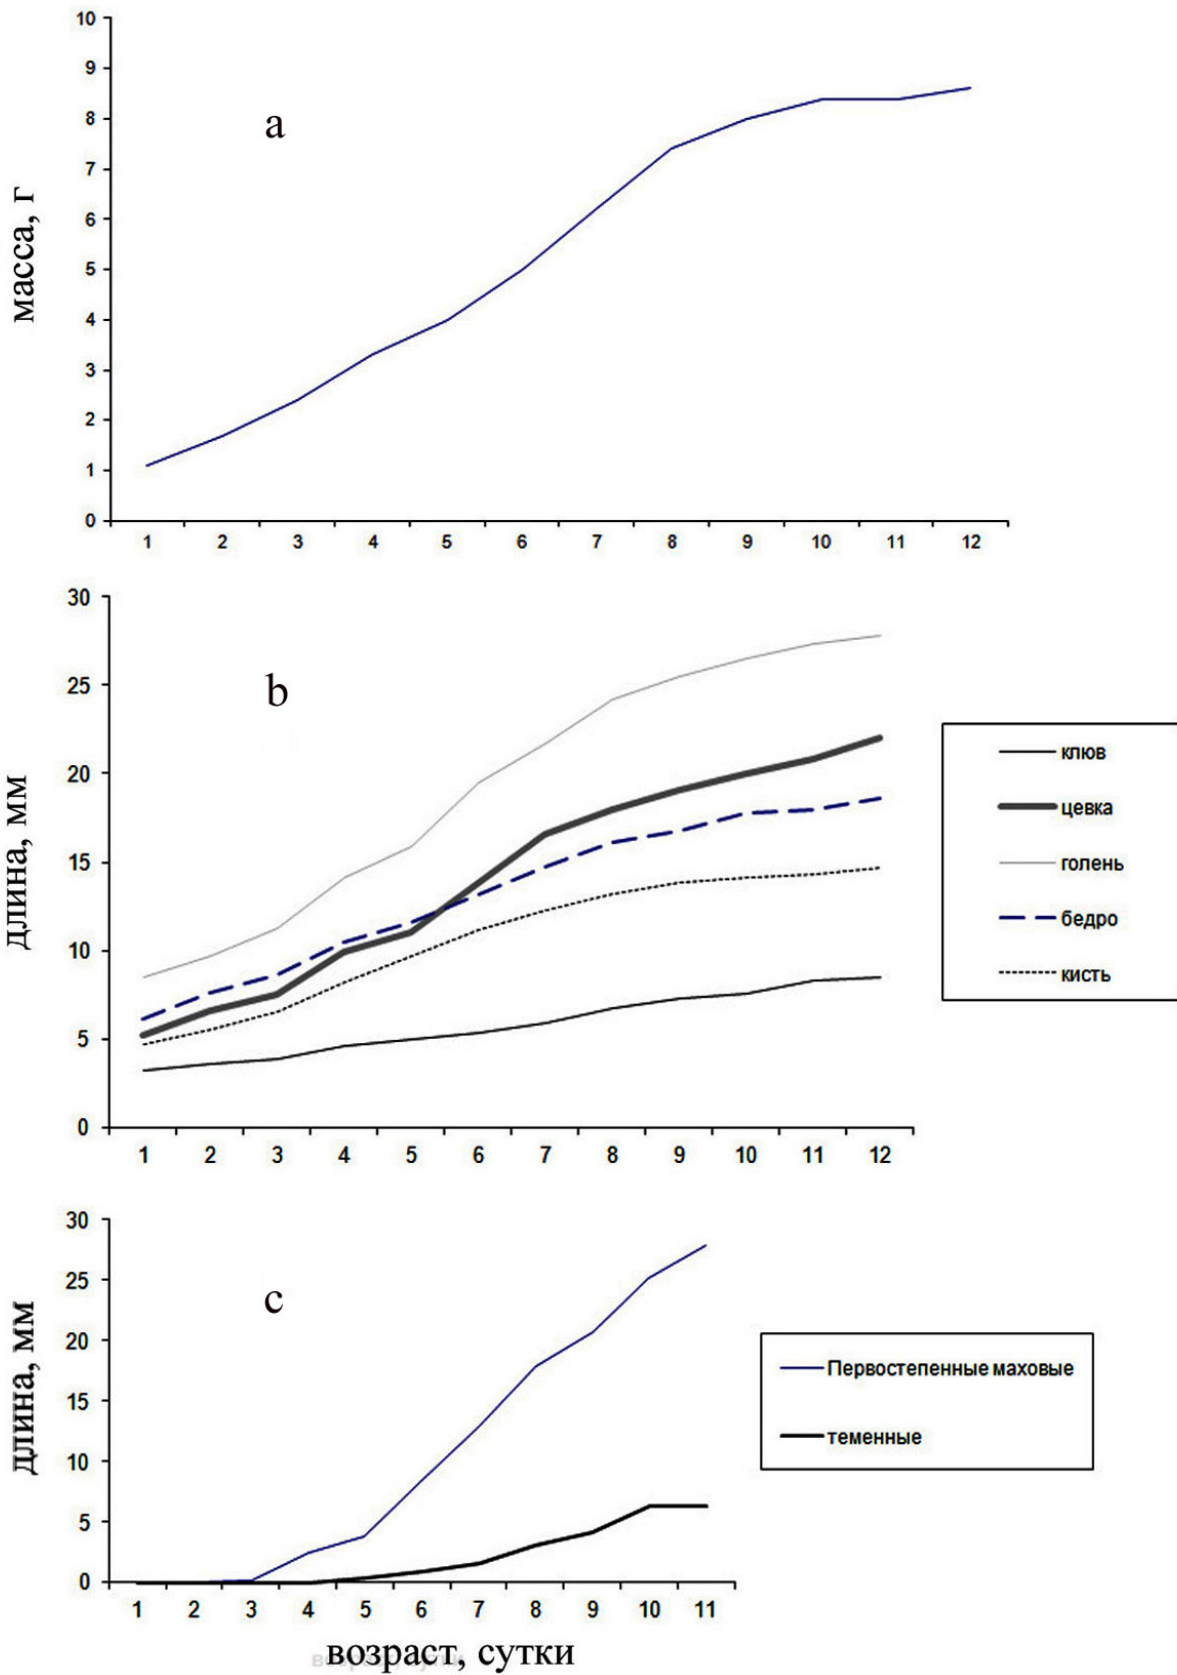 10
9
8
7
6
5
4
3
2
1
0
a
масса, г
1 2 3 4 5 6 7 8 9 10 11 12
30
25
20
15
10
5
0
b
длина, мм
клюв
цевка
голень
бедро
кисть
1 2 3 4 5 6 7 8 9 10 11 12
30
25
20
15
10
5
0
c
длина, мм
Первостепенные маховые
теменные
1 2 3 4 5 6 7 8 9 10 11
возраст, сутки